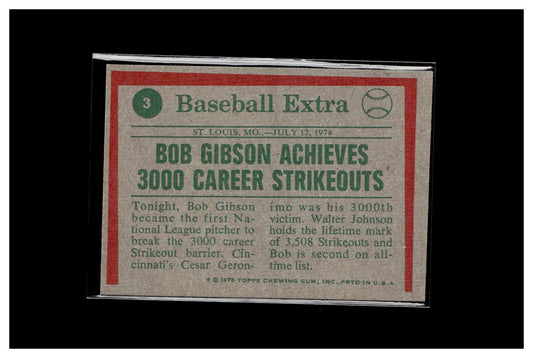 3 Baseball Extra
ST. LOUIS, MO.,—JULY 17, 1974
BOB GIBSON ACHIEVES
3000 CAREER STRIKEOUTS
Tonight, Bob Gibson
became the first Na-
tional League pitcher to
break the 3000 career
Strikeout barrier. Cin-
cinnati's Cesar Geron-
imo was his 3000th
victim. Walter Johnson
holds the lifetime mark
of 3,508 Strikeouts and
Bob is second on all-
time list.
* © 1975 TOPPS CHEWING GUM, INC., PRTD IN U.S.A.